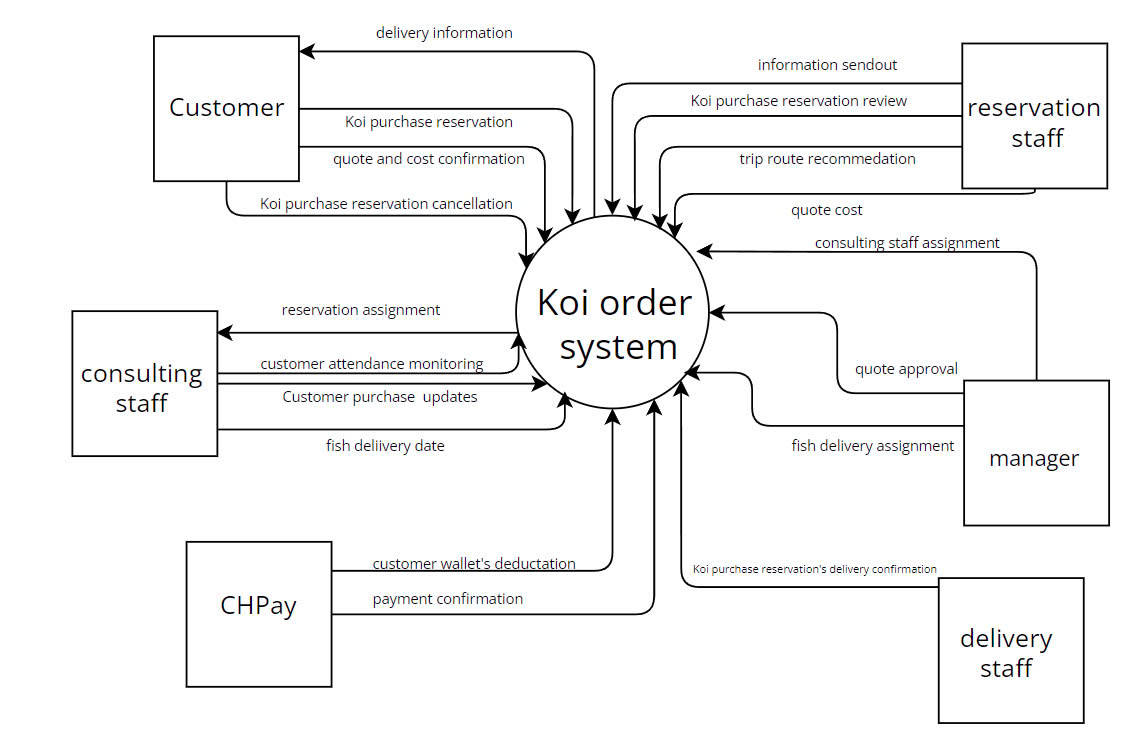 delivery information
Customer
Koi purchase reservation
quote and cost confirmation
Koi purchase reservation cancellation
information sendout
Koi purchase reservation review
reservation
staff
trip route recommedation
quote cost
consulting staff assignment
Koi order
system
reservation assignment
consulting
staff
customer attendance monitoring
Customer purchase updates
fish deliivery date
quote approval
fish delivery assignment
manager
CHPay
customer wallet's deductation
payment confirmation
Koi purchase reservation's delivery confirmation
delivery
staff